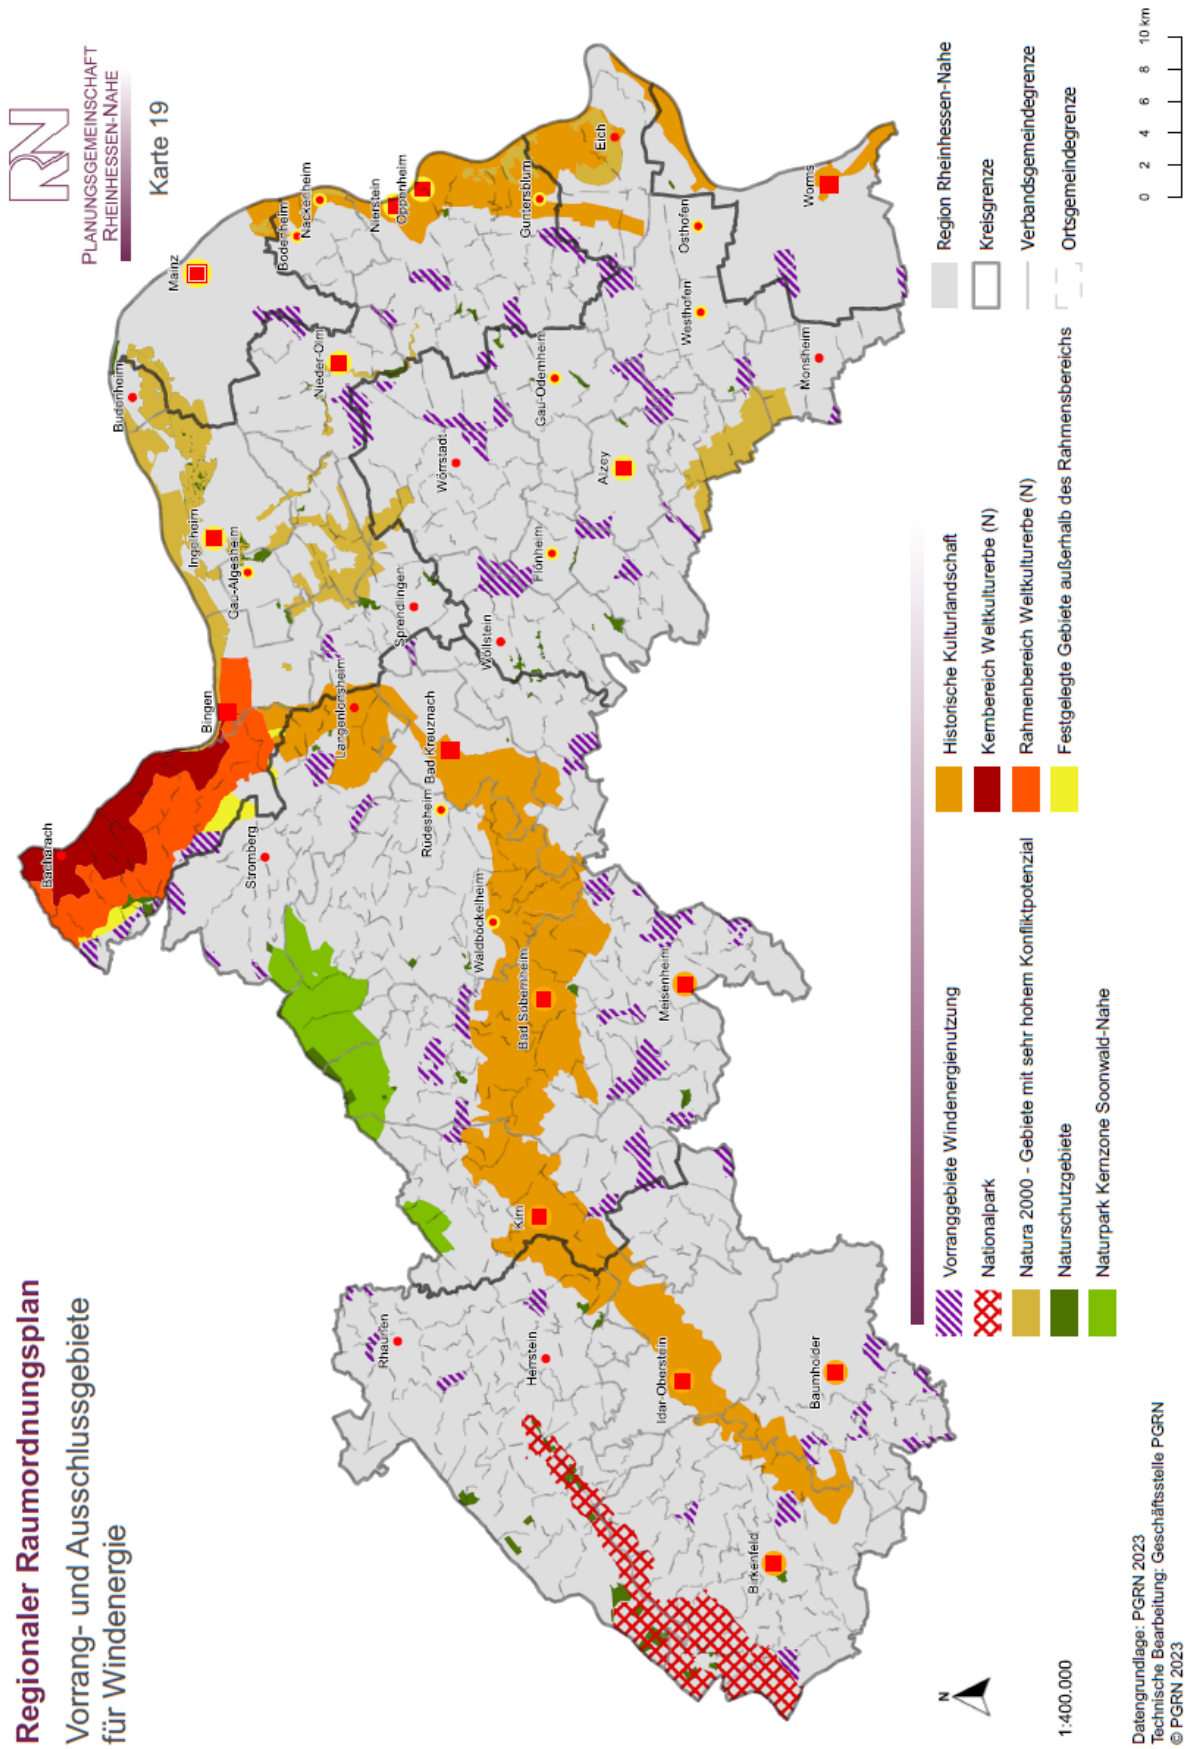 Regionaler Raumordnungsplan
Vorrang- und Ausschlussgebiete
für Windenergie
RN
PLANUNGSGEMEINSCHAFT
RHEINHESSEN-NAHE
Karte 19
Bacharach
Bingen
Budenheim
Mainz
Ingelheim
Gau-Algesheim
Stromberg
Bodenheim
Nackenheim
Nieder-Olm
Nierstein
Oppenheim
Langenlonsheim
Sprendlingen
Rhaunen
Rüdesheim
Bad Kreuznach
Wörrstadt
Wöllstein
Waldböckelheim
Guntersblum
Gau-Odernheim
Flonheim
Bad Sobernheim
Kirn
Herrstein
Eich
Alzey
Osthofen
Westhofen
Meisenheim
Idar-Oberstein
Birkenfeld
Baumholder
Monsheim
Worms
Vorranggebiete Windenergienutzung
Nationalpark
Natura 2000 - Gebiete mit sehr hohem Konfliktpotenzial
Naturschutzgebiete
Naturpark Kernzone Soonwald-Nahe
Historische Kulturlandschaft
Kernbereich Weltkulturerbe (N)
Rahmenbereich Weltkulturerbe (N)
Festgelegte Gebiete außerhalb des Rahmensbereichs
Region Rheinhessen-Nahe
Kreisgrenze
Verbandsgemeindegrenze
Ortsgemeindegrenze
N
1:400.000
0 2 4 6 8 10 km
Datengrundlage: PGRN 2023
Technische Bearbeitung: Geschäftsstelle PGRN
© PGRN 2023